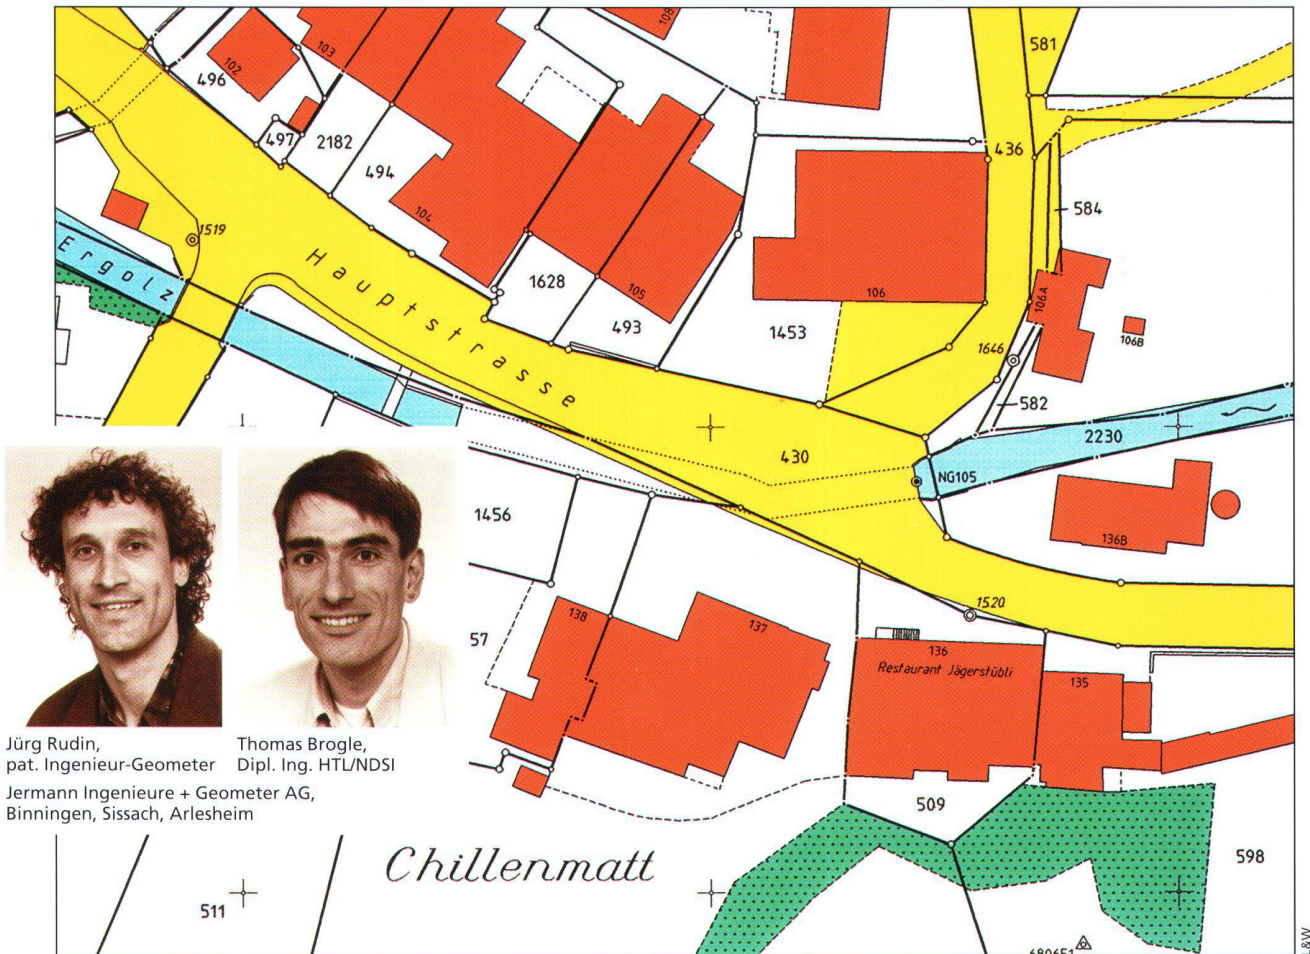 108
581
103
102
496
497
2182
494
436
584
104
1519
Ergolz
Hauptstrasse
1628
105
106
106A
493
1453
1646
106B
582
2230
430
NG105
1456
136B
1520
138
137
57
136
Restaurant Jägerstübli
135
Jürg Rudin,
pat. Ingenieur-Geometer
Thomas Brogle,
Dipl. Ing. HTL/NDSI
Jermann Ingenieure + Geometer AG,
Binningen, Sissach, Arlesheim
509
Chillenmatt
598
511